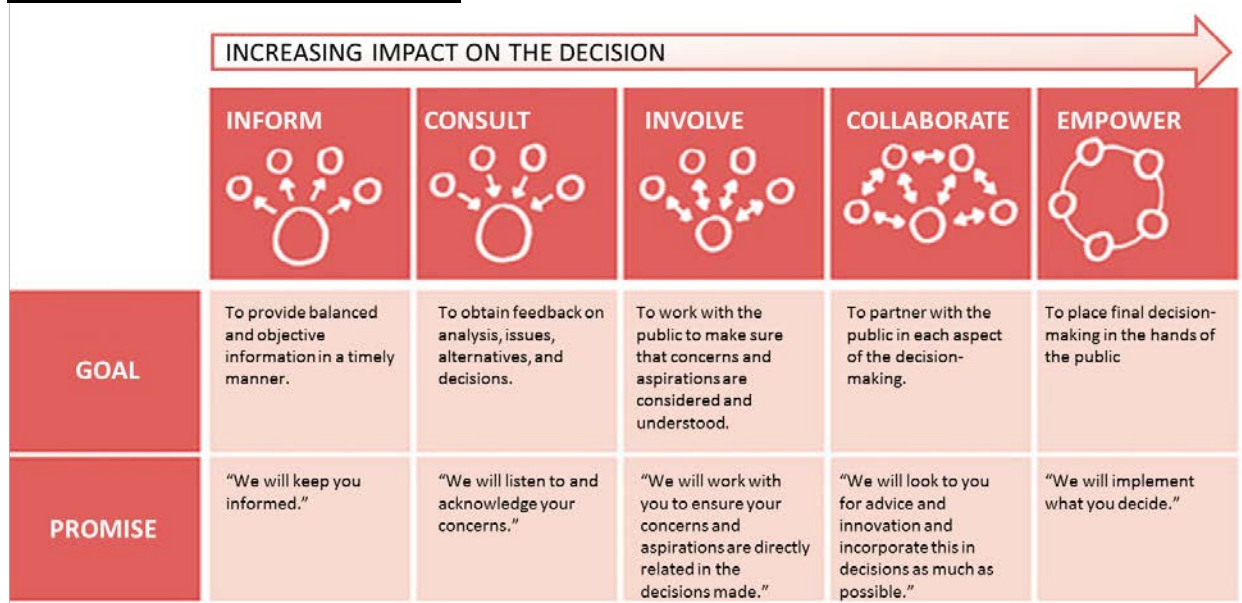 INCREASING IMPACT ON THE DECISION
INFORM
CONSULT
INVOLVE
COLLABORATE
EMPOWER
GOAL
To provide balanced
and objective
information in a timely
manner.
To obtain feedback on
analysis, issues,
alternatives, and
decisions.
To work with the
public to make sure
that concerns and
aspirations are
considered and
understood.
To partner with the
public in each aspect
of the decision-
making.
To place final decision-
making in the hands of
the public
PROMISE
“We will keep you
informed.”
“We will listen to and
acknowledge your
concerns.”
“We will work with
you to ensure your
concerns and
aspirations are directly
related in the
decisions made.”
“We will look to you
for advice and
innovation and
incorporate this in
decisions as much as
possible.”
“We will implement
what you decide.”